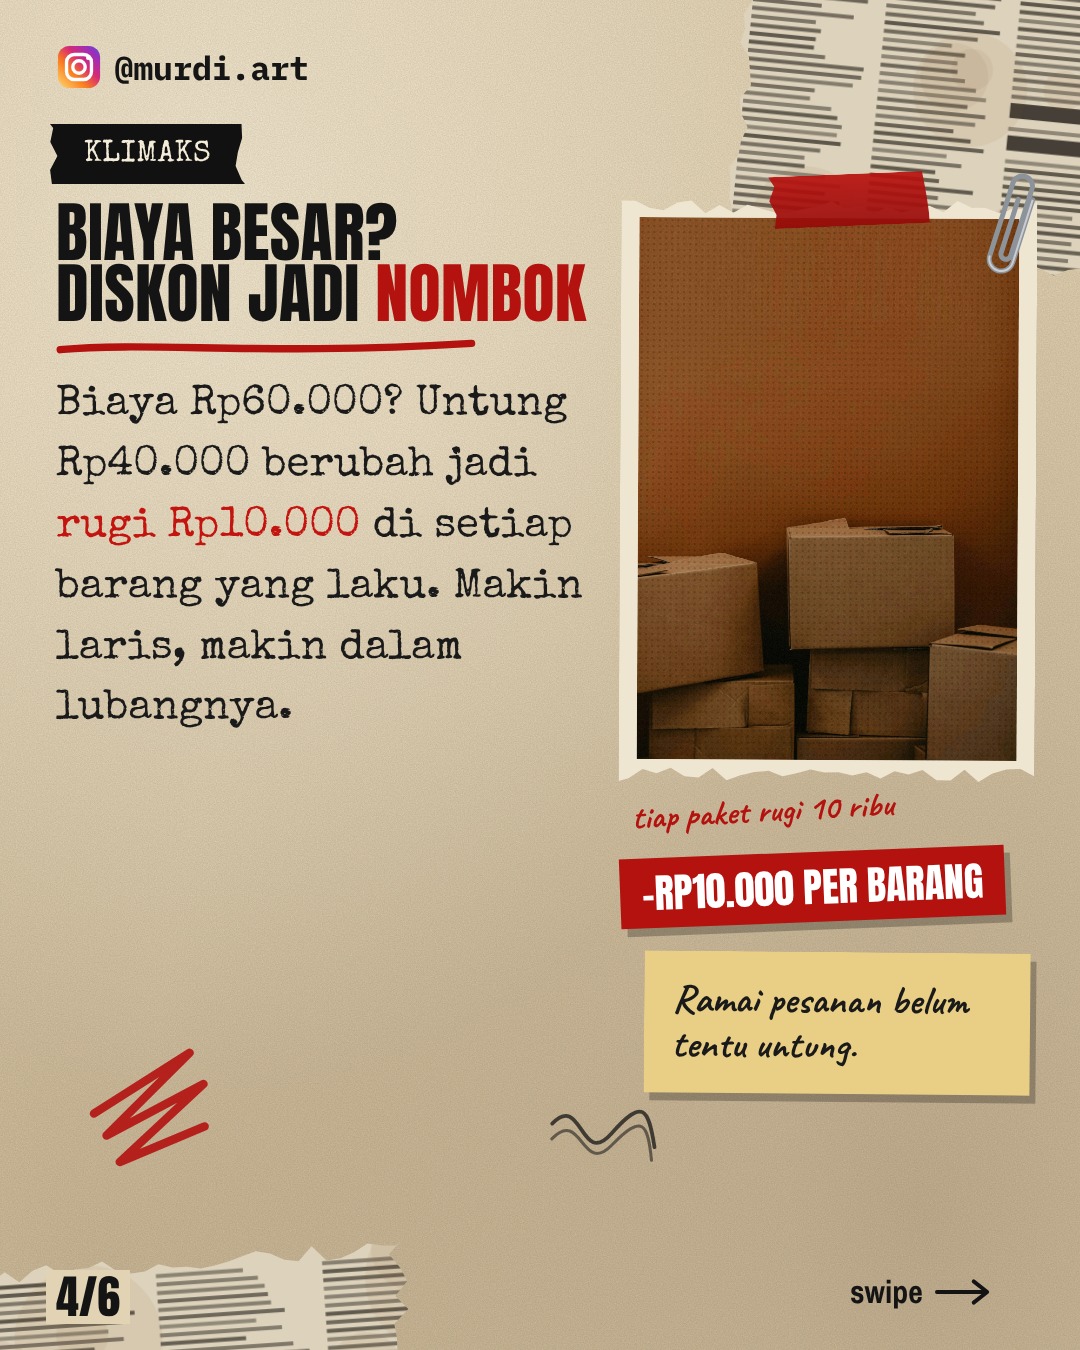 @murdi.art
KLIMAKS
BIAYA BESAR?
DISKON JADI NOMBOK
Biaya Rp60.000? Untung
Rp40.000 berubah jadi
rugi Rp10.000 di setiap
barang yang laku. Makin
laris, makin dalam
lubangnya.
tiap paket rugi 10 ribu
-RP10.000 PER BARANG
Ramai pesanan belum
tentu untung.
4/6
swipe